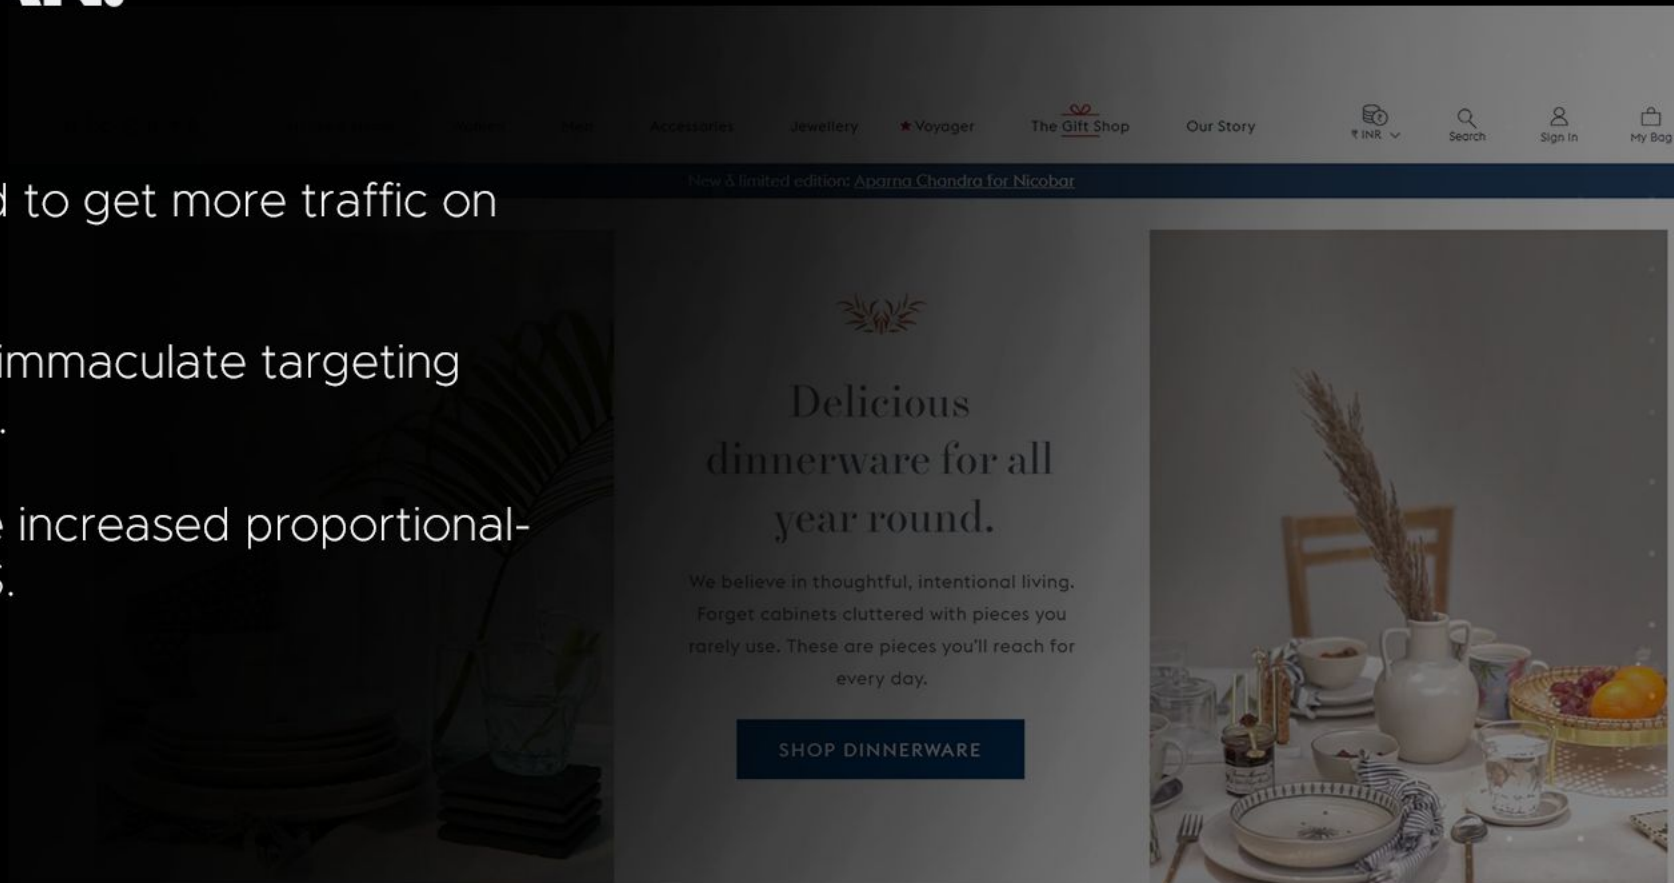 to get more traffic on
immaculate targeting
.
increased proportional-
s.
Accessories Jewellery ★ Voyager The Gift Shop Our Story ₹ INR Search Sign In My Bag
New & limited edition: Aparna Chandra for Nicobar
Delicious
dinnerware for all
year round.
We believe in thoughtful, intentional living.
Forget cabinets cluttered with pieces you
rarely use. These are pieces you'll reach for
every day.
SHOP DINNERWARE